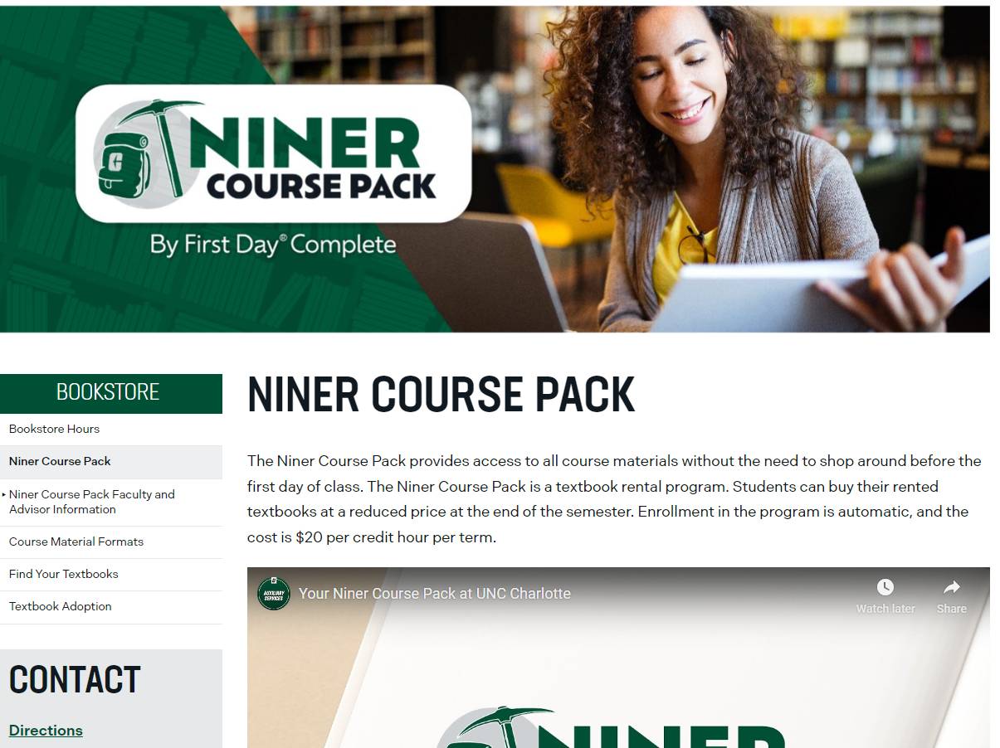 NINER
COURSE PACK
By First Day® Complete
BOOKSTORE
Bookstore Hours
Niner Course Pack
Niner Course Pack Faculty and
Advisor Information
Course Material Formats
Find Your Textbooks
Textbook Adoption
CONTACT
Directions
NINER COURSE PACK
The Niner Course Pack provides access to all course materials without the need to shop around before the
first day of class. The Niner Course Pack is a textbook rental program. Students can buy their rented
textbooks at a reduced price at the end of the semester. Enrollment in the program is automatic, and the
cost is $20 per credit hour per term.
AUXILIARY
SERVICES
Your Niner Course Pack at UNC Charlotte
Watch later
Share
NINER